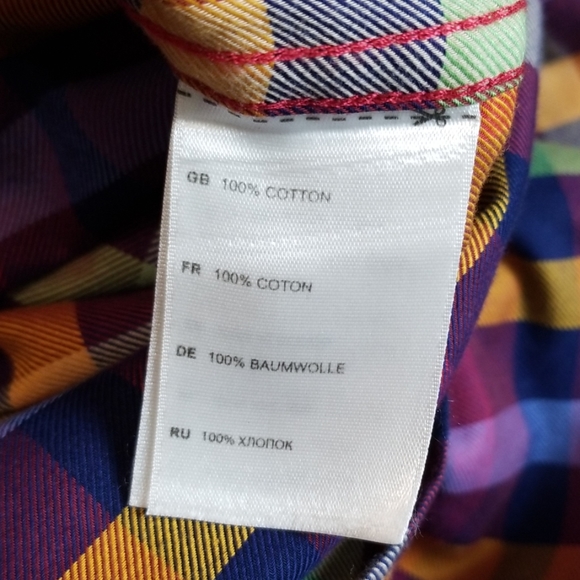 GB 100% COTTON
FR 100% COTON
DE 100% BAUMWOLLE
RU 100% ХЛОПОК